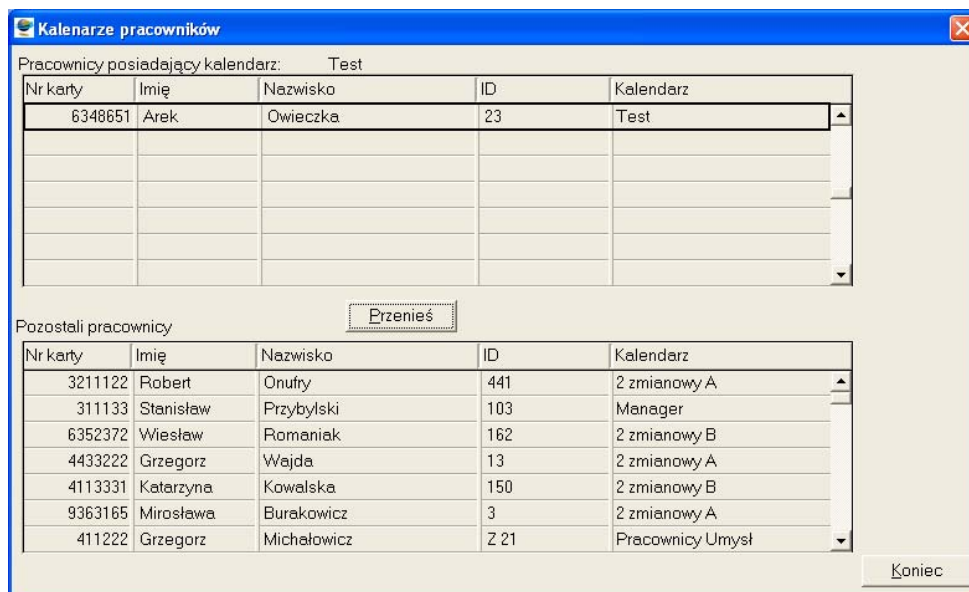 Kalenarze pracowników
Pracownicy posiadający kalendarz: Test
Nr karty Imię Nazwisko ID Kalendarz
6348651 Arek Owieczka 23 Test
Przenieś
Pozostali pracownicy
Nr karty Imię Nazwisko ID Kalendarz
3211122 Robert Onufry 441 2 zmianowy A
311133 Stanisław Przybylski 103 Manager
6352372 Wiesław Romaniak 162 2 zmianowy B
4433222 Grzegorz Wajda 13 2 zmianowy A
4113331 Katarzyna Kowalska 150 2 zmianowy B
9363165 Mirosława Burakowicz 3 2 zmianowy A
411222 Grzegorz Michałowicz Z 21 Pracownicy Umysł
Koniec